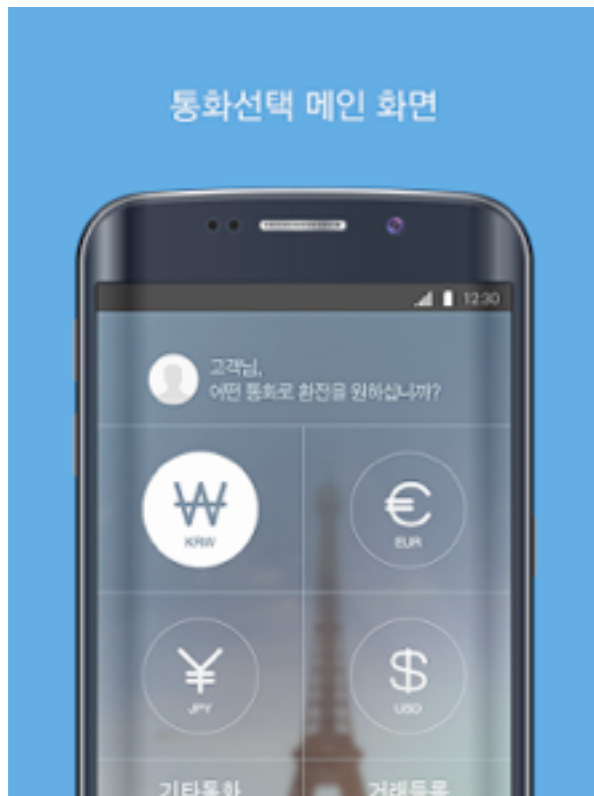 통화선택 메인 화면
12:30
고객님,
어떤 통화로 환전을 원하십니까?
₩
KRW
€
EUR
¥
JPY
$
USD
기타통화
거래등록